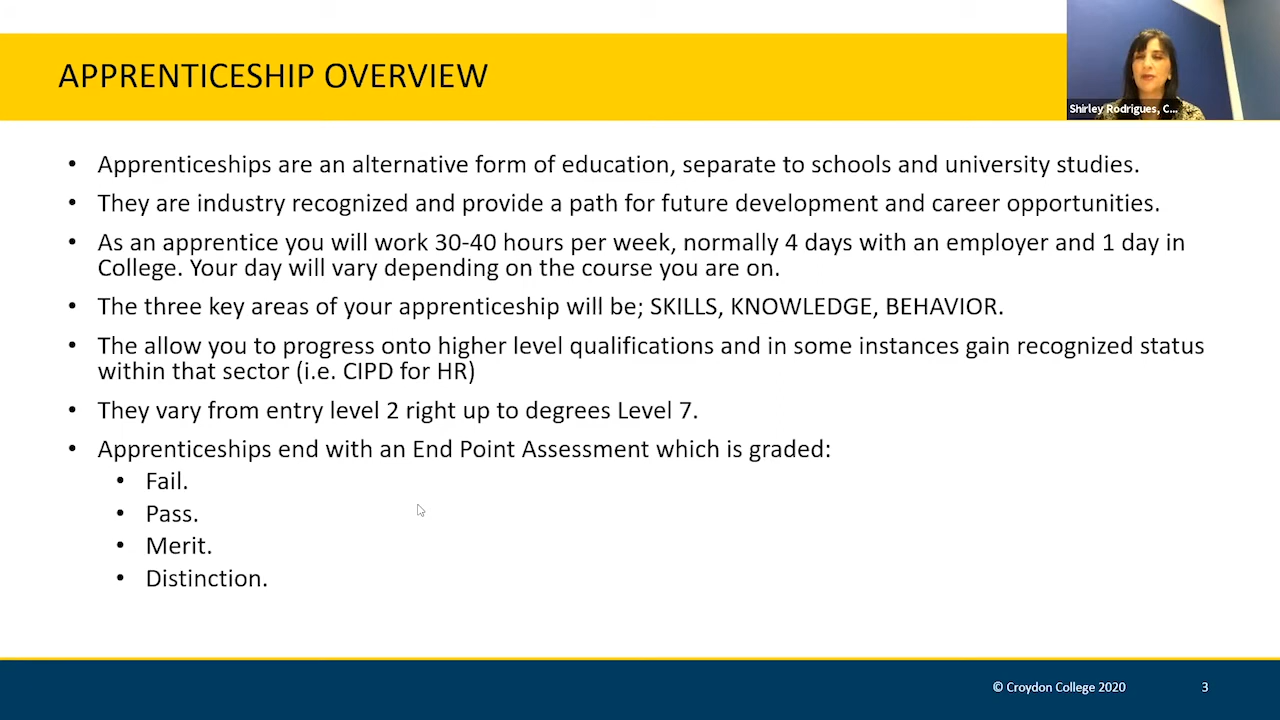 APPRENTICESHIP OVERVIEW
Shirley Rodrigues, C...
• Apprenticeships are an alternative form of education, separate to schools and university studies.
• They are industry recognized and provide a path for future development and career opportunities.
• As an apprentice you will work 30-40 hours per week, normally 4 days with an employer and 1 day in
College. Your day will vary depending on the course you are on.
• The three key areas of your apprenticeship will be; SKILLS, KNOWLEDGE, BEHAVIOR.
• The allow you to progress onto higher level qualifications and in some instances gain recognized status
within that sector (i.e. CIPD for HR)
• They vary from entry level 2 right up to degrees Level 7.
• Apprenticeships end with an End Point Assessment which is graded:
• Fail.
• Pass.
• Merit.
• Distinction.
© Croydon College 2020
3